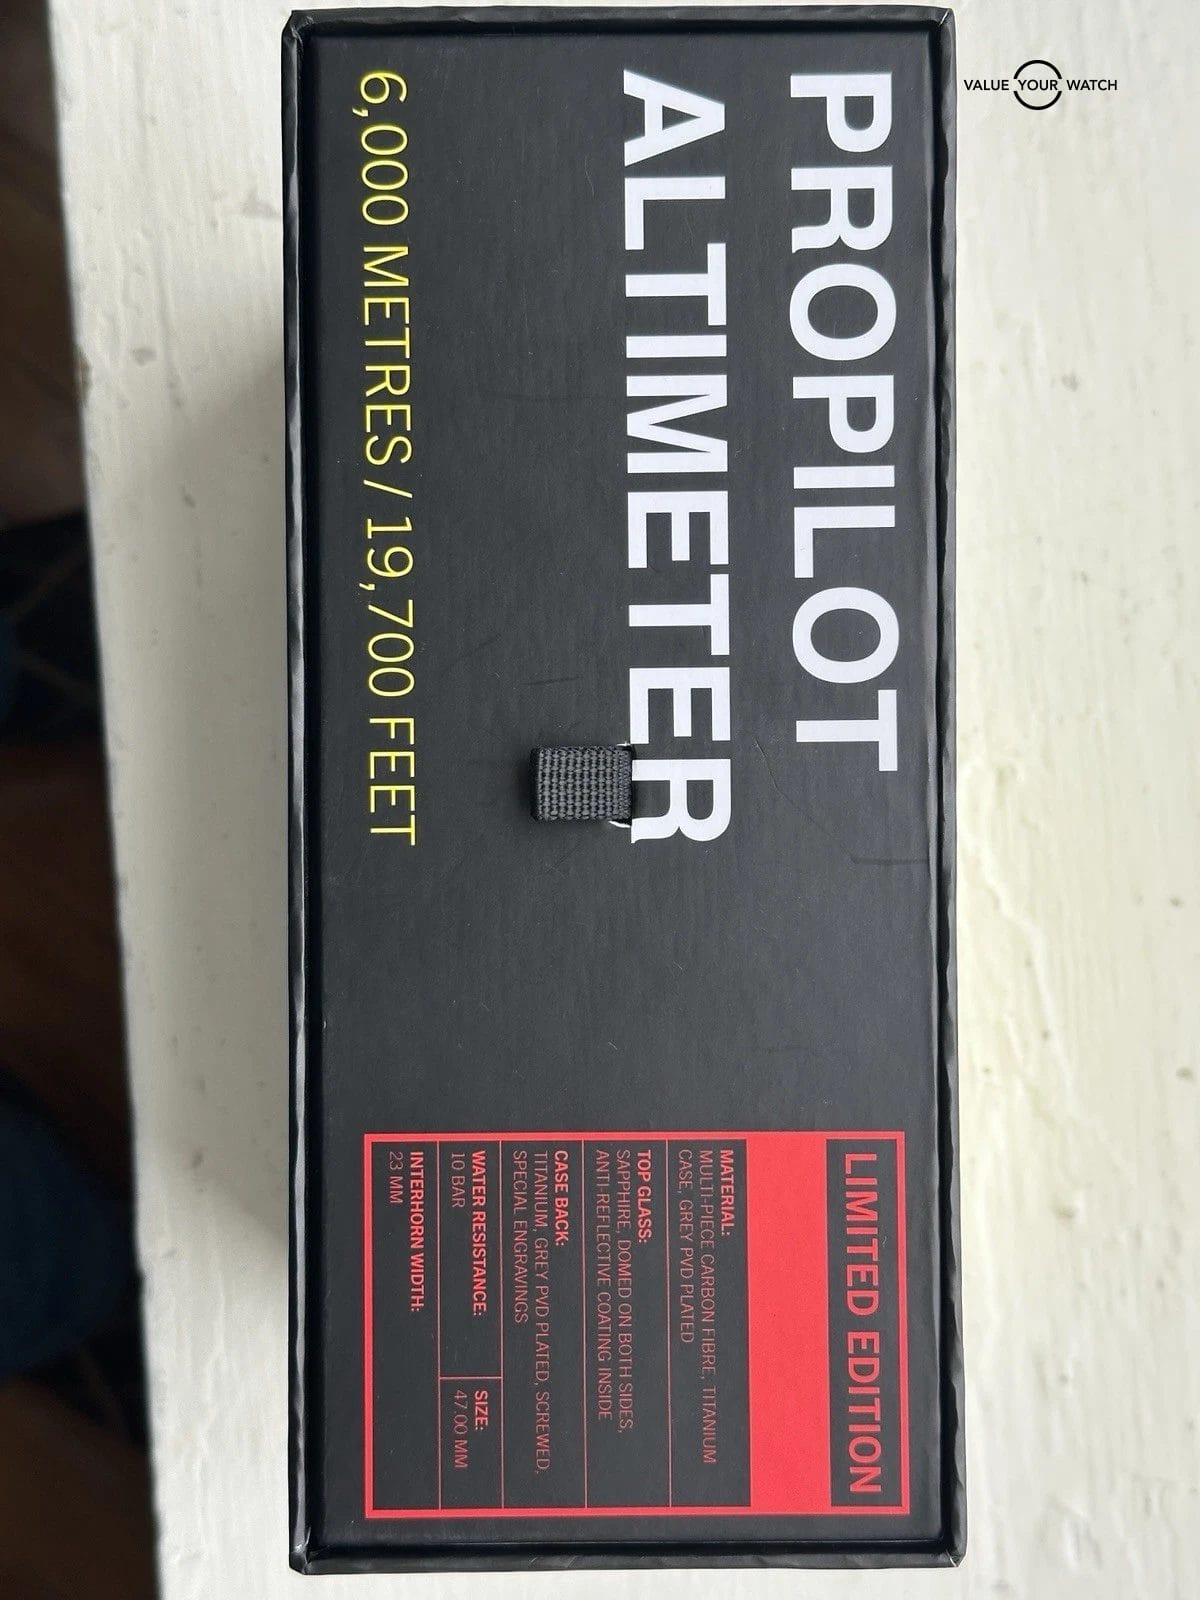 VALUE YOUR WATCH
PROPILOT
ALTIMETER
6,000 METRES / 19,700 FEET
LIMITED EDITION
MATERIAL:
MULTI-PIECE CARBON FIBRE, TITANIUM
CASE, GREY PVD PLATED
TOP GLASS:
SAPPHIRE, DOMED ON BOTH SIDES,
ANTI-REFLECTIVE COATING INSIDE
CASE BACK:
TITANIUM, GREY PVD PLATED, SCREWED,
SPECIAL ENGRAVINGS
WATER RESISTANCE:
10 BAR
SIZE:
47.00 MM
INTERHORN WIDTH:
23 MM